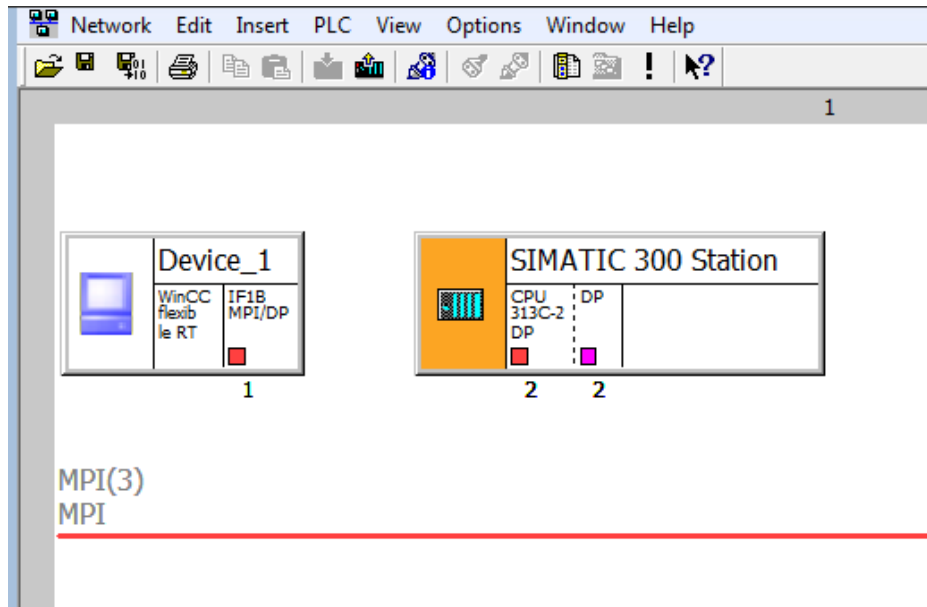 Network Edit Insert PLC View Options Window Help
1
Device_1
WinCC
flexib
le RT
IF1B
MPI/DP
1
SIMATIC 300 Station
CPU
313C-2
DP
DP
2
2
MPI(3)
MPI